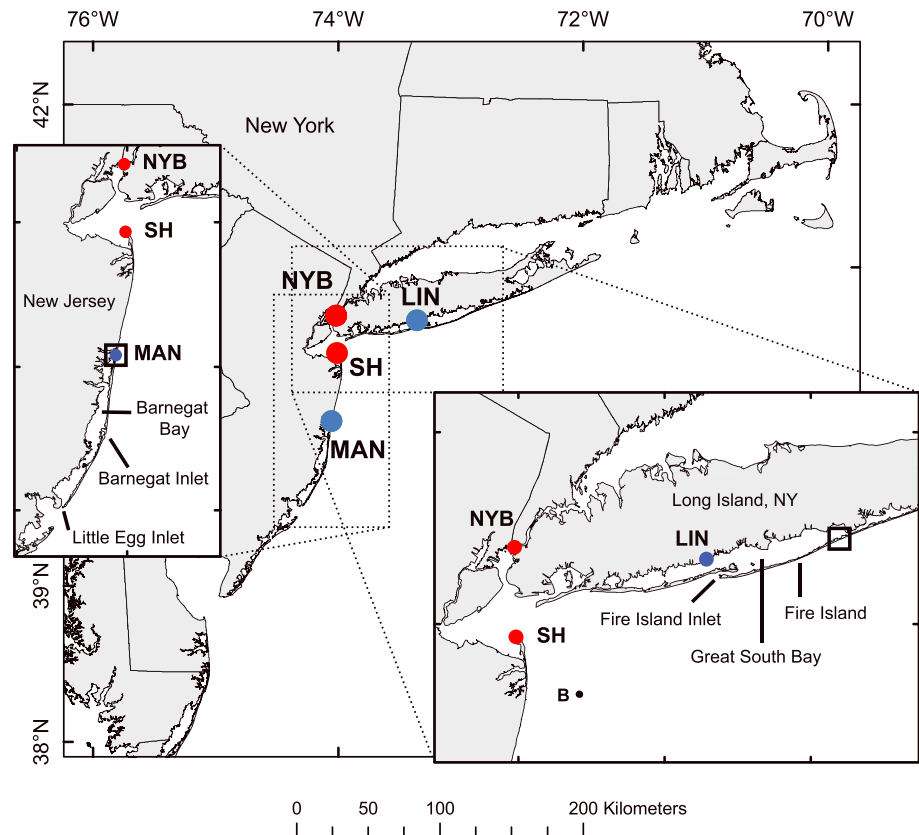 76°W 74°W 72°W 70°W
42°N
39°N
38°N
New York
NYB
LIN
SH
MAN
NYB
SH
New Jersey
MAN
Barnegat
Bay
Barnegat Inlet
Little Egg Inlet
Long Island, NY
NYB
LIN
Fire Island Inlet
Fire Island
Great South Bay
SH
B
0 50 100 200 Kilometers